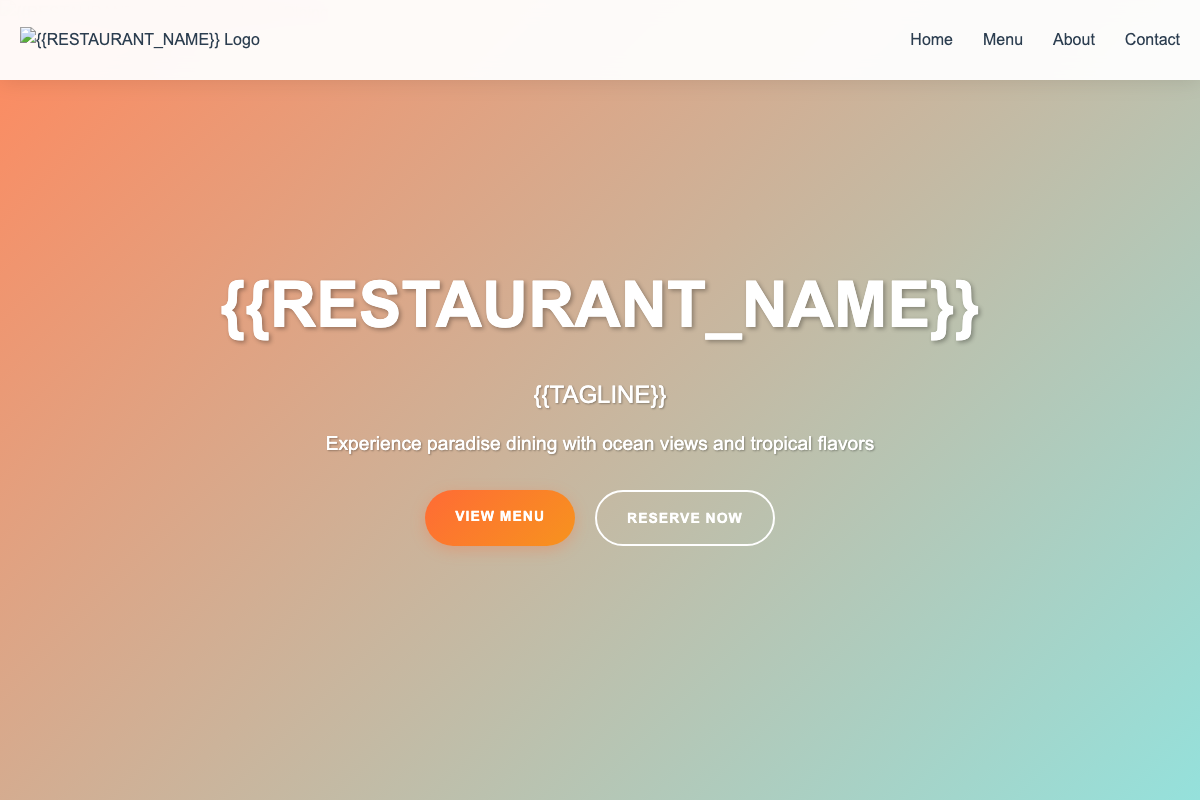 {{RESTAURANT_NAME}} Logo
Home Menu About Contact
{{RESTAURANT_NAME}}
{{TAGLINE}}
Experience paradise dining with ocean views and tropical flavors
VIEW MENU RESERVE NOW